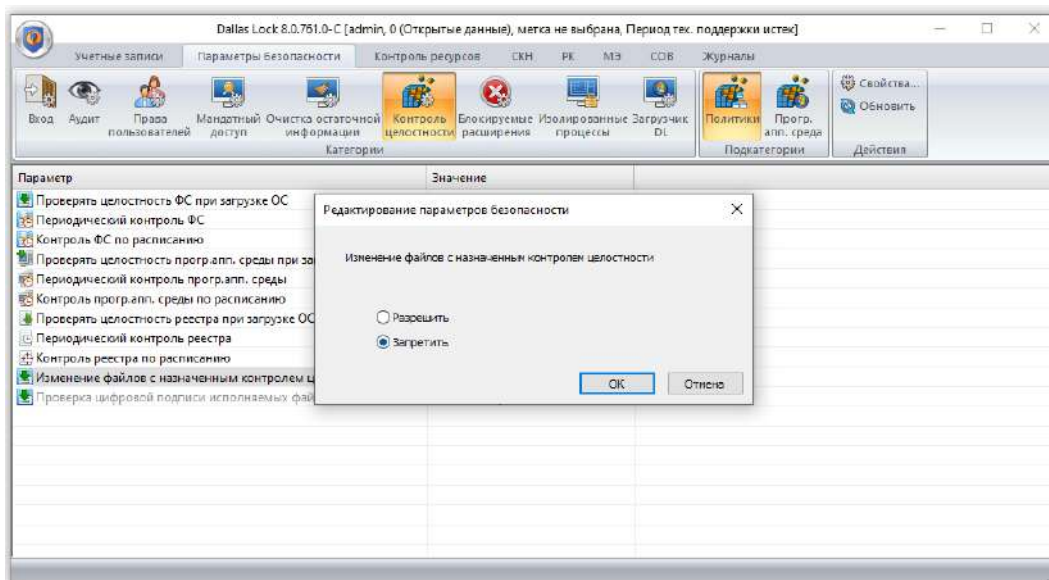 Dallas Lock 8.0.761.0-C [admin, 0 (Открытые данные), метка не выбрана, Период тех. поддержки истек]
Учетные записи Параметры безопасности Контроль ресурсов СКН РК МЭ СОВ Журналы
Вход Аудит Права пользователей Мандатный доступ Очистка остаточной информации Контроль целостности Блокируемые расширения Изолированные процессы Загрузчик DL Политики Прогр. апп. среда Свойства...
Обновить
Категории Подкатегории Действия
Параметр Значение
Проверять целостность ФС при загрузке ОС
Периодический контроль ФС
Контроль ФС по расписанию
Проверять целостность прогр.апп. среды при за
Периодический контроль прогр.апп. среды
Контроль прогр.апп. среды по расписанию
Проверять целостность реестра при загрузке ОС
Периодический контроль реестра
Контроль реестра по расписанию
Изменение файлов с назначенным контролем ц
Проверка цифровой подписи исполняемых фай
Редактирование параметров безопасности
Изменение файлов с назначенным контролем целостности
Разрешить
Запретить
ОК Отмена